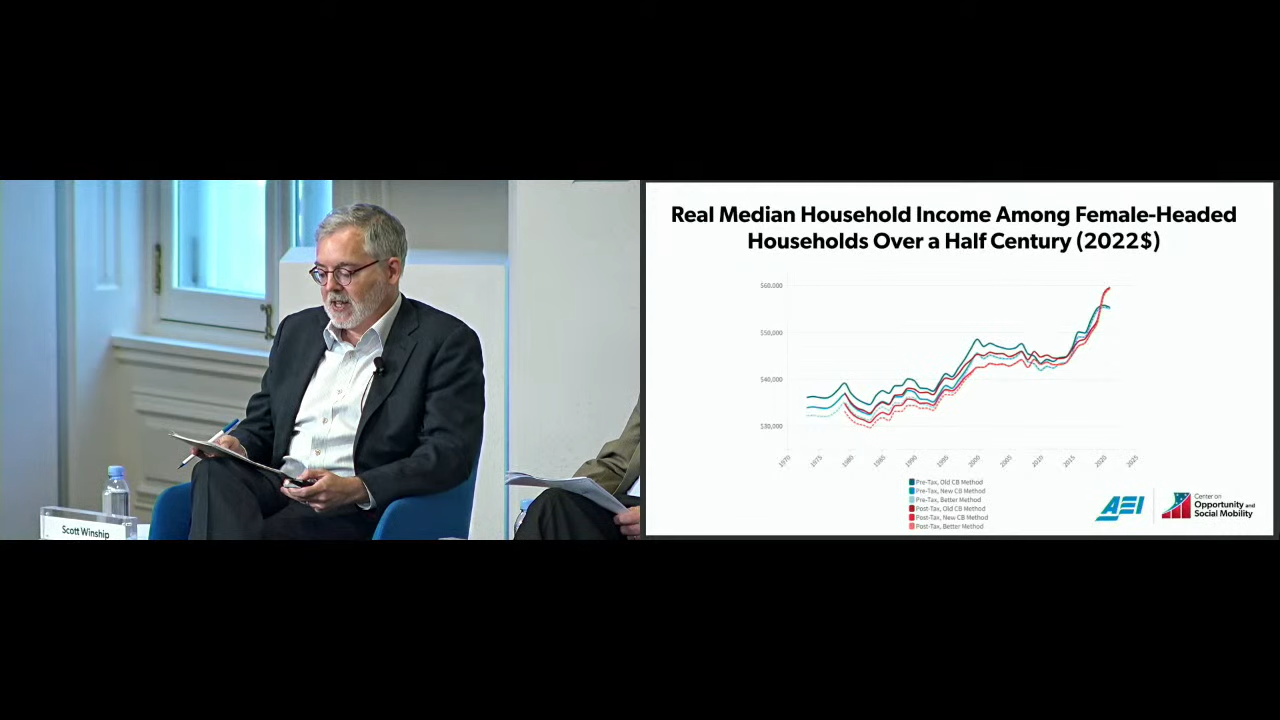 Scott Winship
Real Median Household Income Among Female-Headed
Households Over a Half Century (2022$)
$60,000
$50,000
$40,000
$30,000
1970
1975
1980
1985
1990
1995
2000
2005
2010
2015
2020
2025
Pre-Tax, Old CB Method
Pre-Tax, New CB Method
Pre-Tax, Better Method
Post-Tax, Old CB Method
Post-Tax, New CB Method
Post-Tax, Better Method
AEI
Center on
Opportunity and
Social Mobility